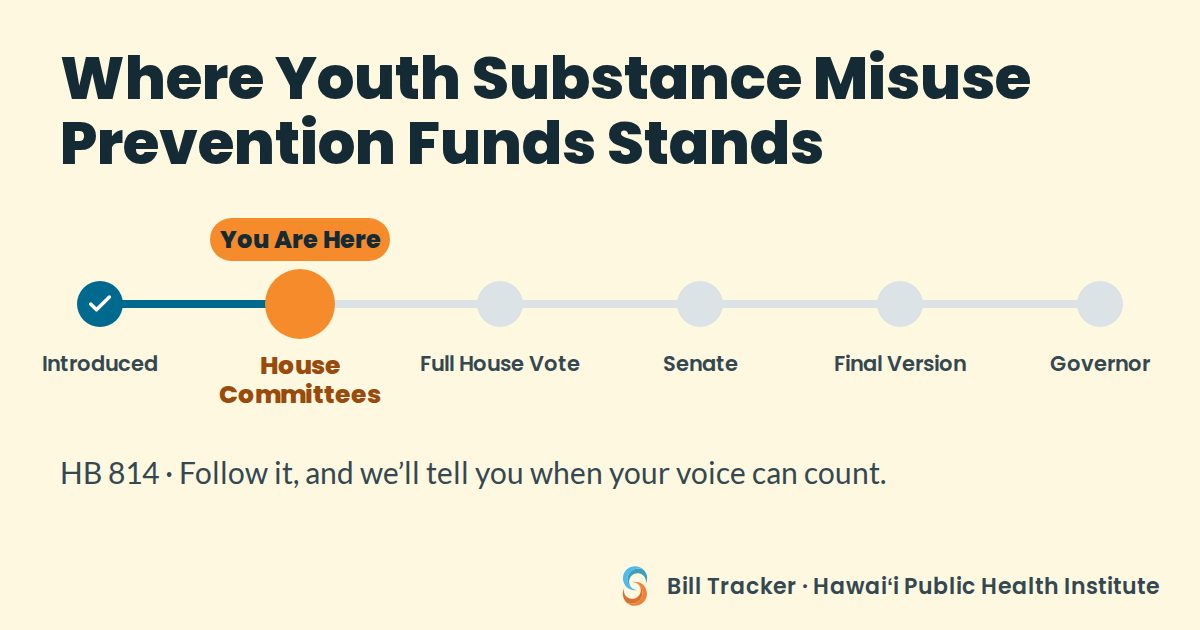 Where Youth Substance Misuse
Prevention Funds Stands
You Are Here
Introduced
House
Committees
Full House Vote
Senate
Final Version
Governor
HB 814 · Follow it, and we’ll tell you when your voice can count.
Bill Tracker · Hawaiʻi Public Health Institute